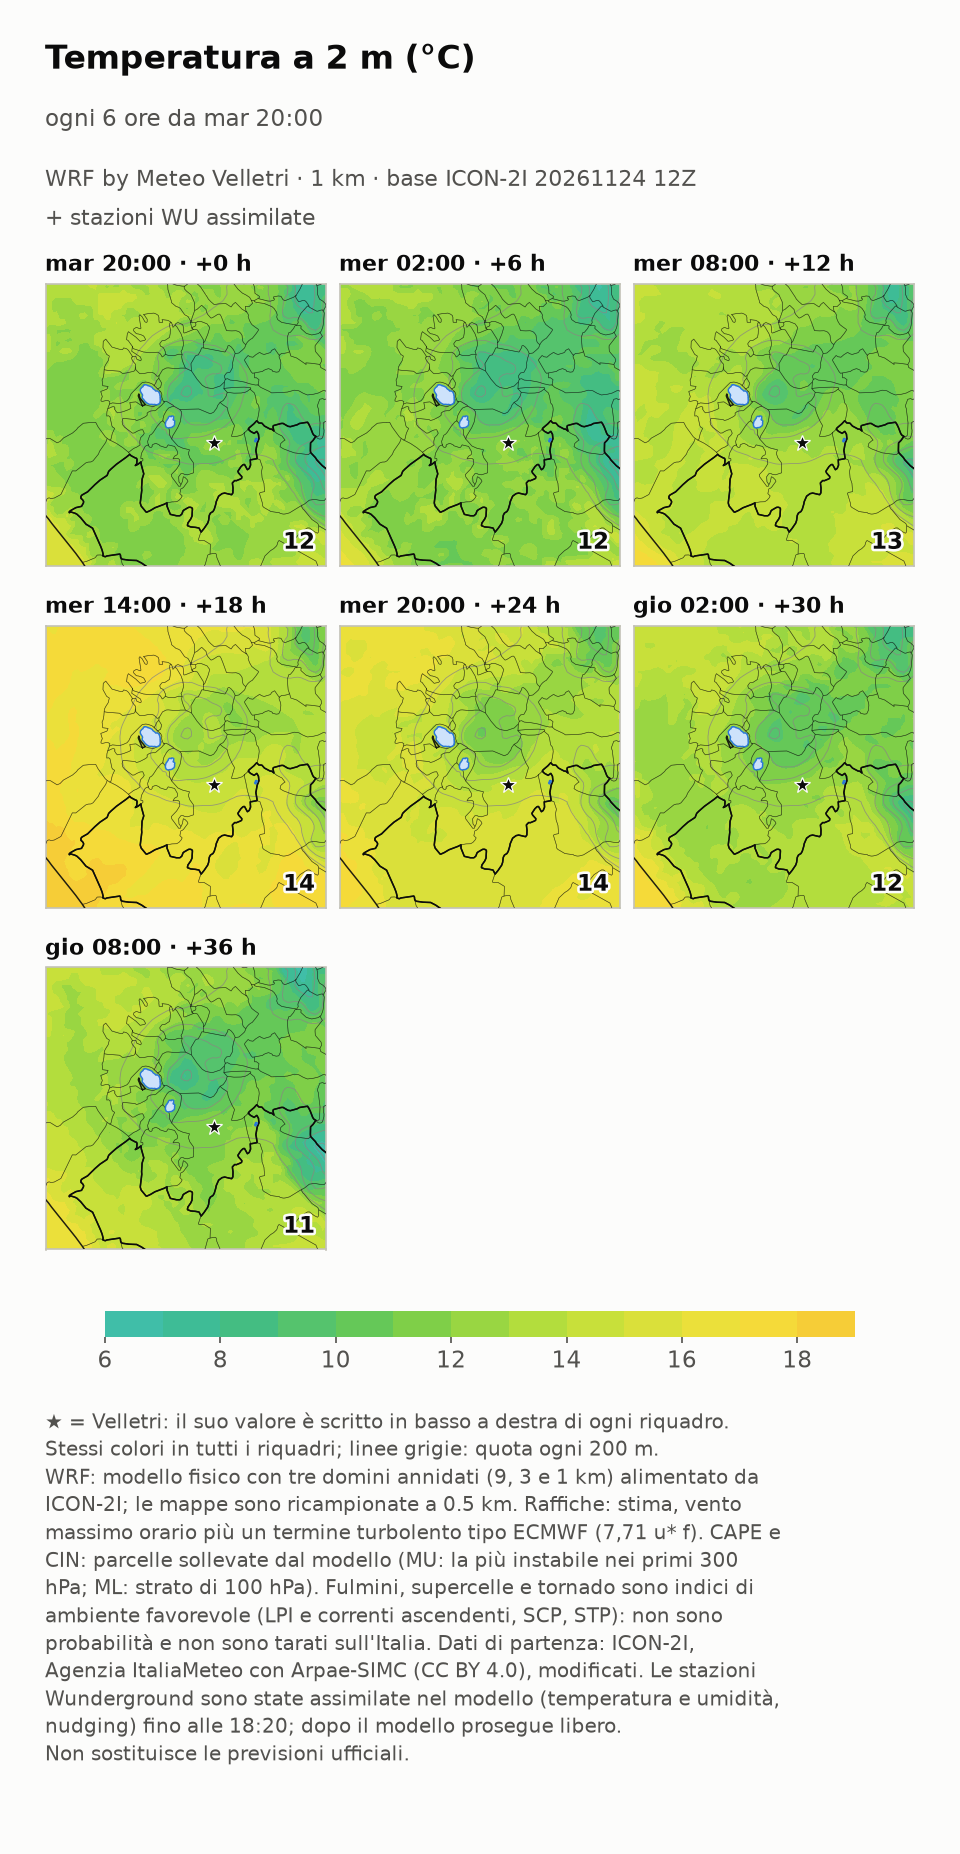 Temperatura a 2 m (°C)
ogni 6 ore da mar 20:00
WRF by Meteo Velletri · 1 km · base ICON-2I 20261124 12Z
+ stazioni WU assimilate
mar 20:00 · +0 h
mer 02:00 · +6 h
mer 08:00 · +12 h
12
12
13
mer 14:00 · +18 h
mer 20:00 · +24 h
gio 02:00 · +30 h
14
14
12
gio 08:00 · +36 h
11
6 8 10 12 14 16 18
★ = Velletri: il suo valore è scritto in basso a destra di ogni riquadro.
Stessi colori in tutti i riquadri; linee grigie: quota ogni 200 m.
WRF: modello fisico con tre domini annidati (9, 3 e 1 km) alimentato da
ICON-2I; le mappe sono ricampionate a 0.5 km. Raffiche: stima, vento
massimo orario più un termine turbolento tipo ECMWF (7,71 u* f). CAPE e
CIN: parcelle sollevate dal modello (MU: la più instabile nei primi 300
hPa; ML: strato di 100 hPa). Fulmini, supercelle e tornado sono indici di
ambiente favorevole (LPI e correnti ascendenti, SCP, STP): non sono
probabilità e non sono tarati sull'Italia. Dati di partenza: ICON-2I,
Agenzia ItaliaMeteo con Arpae-SIMC (CC BY 4.0), modificati. Le stazioni
Wunderground sono state assimilate nel modello (temperatura e umidità,
nudging) fino alle 18:20; dopo il modello prosegue libero.
Non sostituisce le previsioni ufficiali.